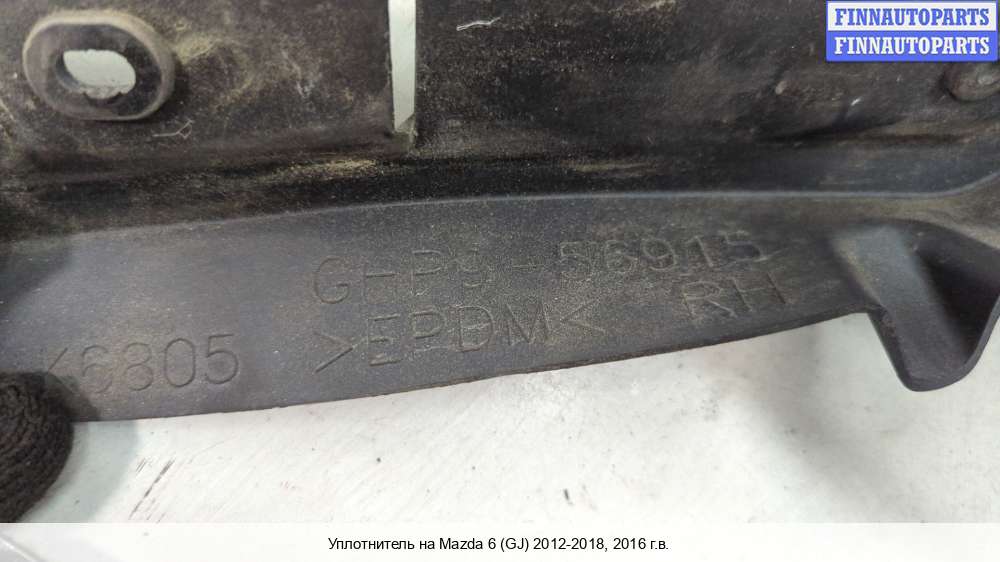 FINNAUTOPARTS
FINNAUTOPARTS
GHP9-56915
>EPDM< RH
K6805
Уплотнитель на Mazda 6 (GJ) 2012-2018, 2016 г.в.